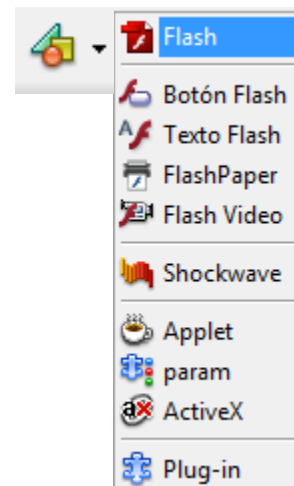 Flash
Botón Flash
Texto Flash
FlashPaper
Flash Video
Shockwave
Applet
param
ActiveX
Plug-in